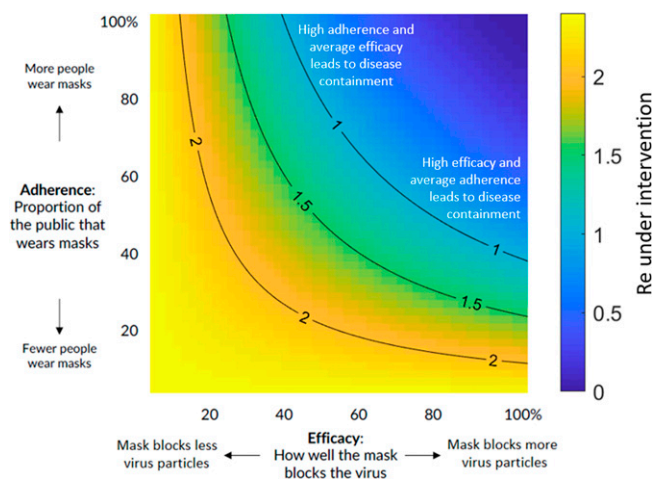 100%
80
60
40
20
More people
wear masks
Adherence:
Proportion of
the public that
wears masks
Fewer people
wear masks
High adherence and
average efficacy
leads to disease
containment
High efficacy and
average adherence
leads to disease
containment
1
1
1.5
1.5
2
2
2
20
40
60
80
100%
Mask blocks less
virus particles
Efficacy:
How well the mask
blocks the virus
Mask blocks more
virus particles
2
1.5
1
0.5
0
Re under intervention